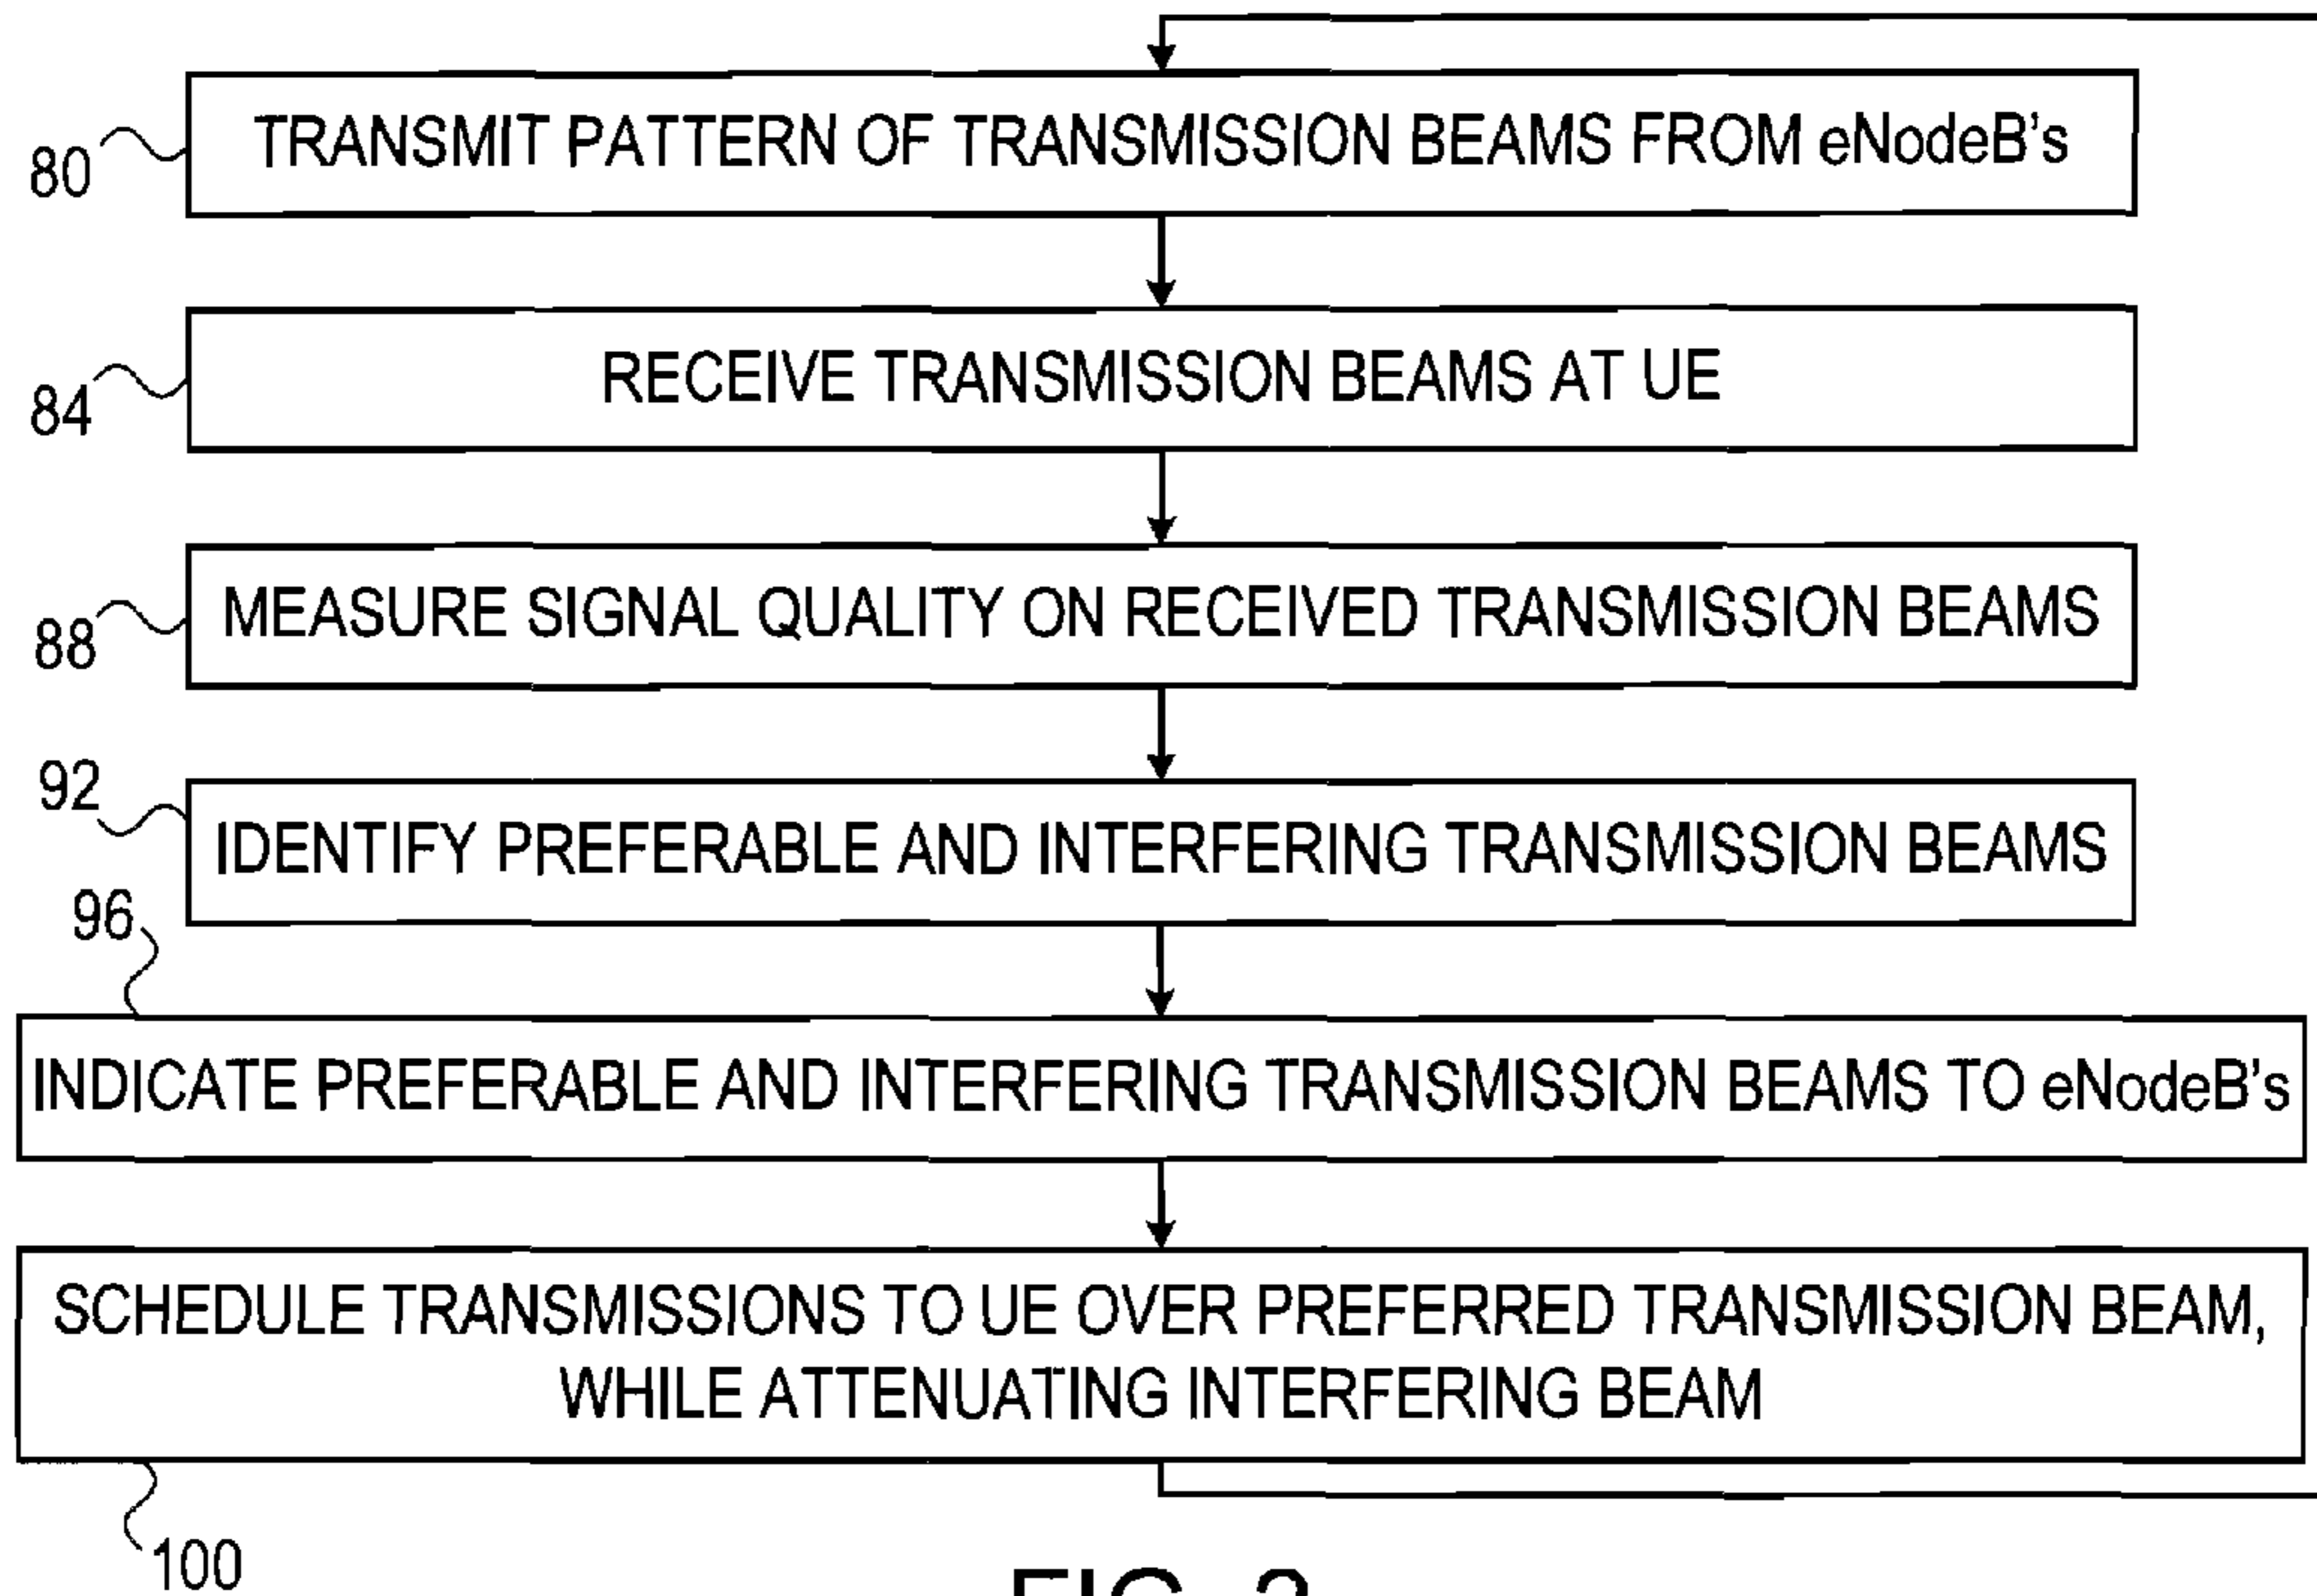 80
TRANSMIT PATTERN OF TRANSMISSION BEAMS FROM eNodeB's
84
RECEIVE TRANSMISSION BEAMS AT UE
88
MEASURE SIGNAL QUALITY ON RECEIVED TRANSMISSION BEAMS
92
IDENTIFY PREFERABLE AND INTERFERING TRANSMISSION BEAMS
96
INDICATE PREFERABLE AND INTERFERING TRANSMISSION BEAMS TO eNodeB's
SCHEDULE TRANSMISSIONS TO UE OVER PREFERRED TRANSMISSION BEAM,
WHILE ATTENUATING INTERFERING BEAM
100